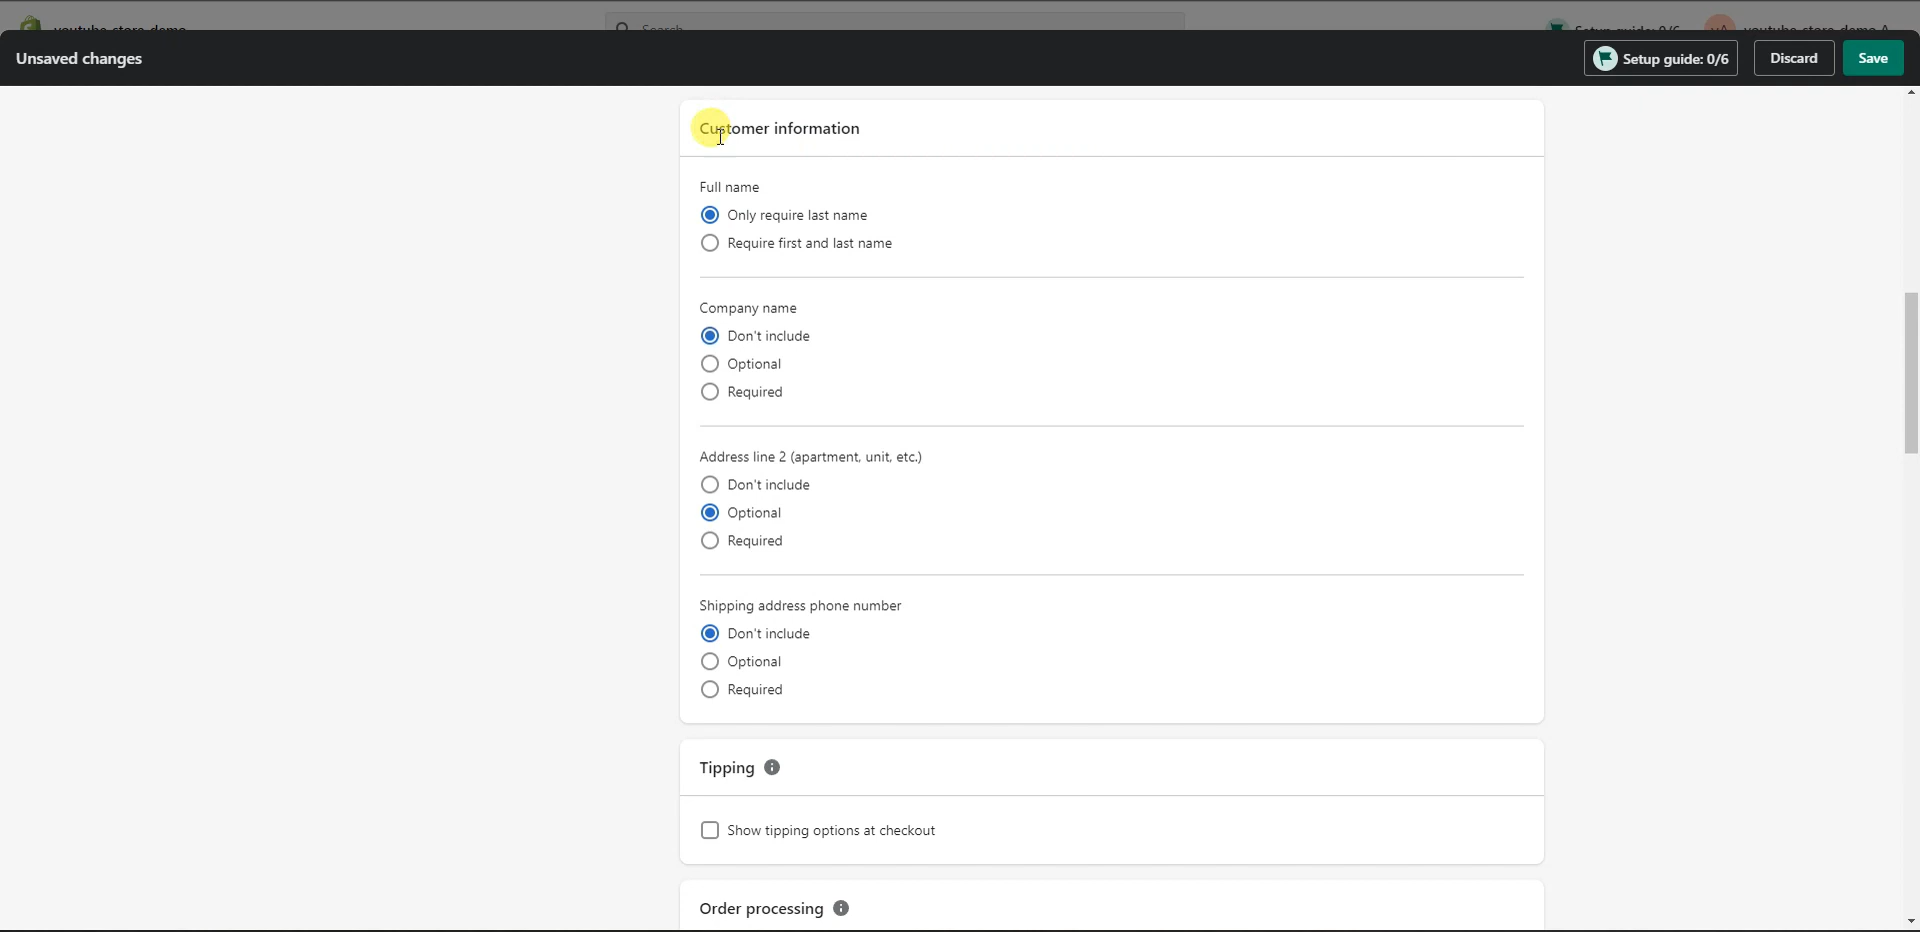 Search
Unsaved changes
Setup guide: 0/6
Discard
Save
Customer information
Full name
Only require last name
Require first and last name
Company name
Don't include
Optional
Required
Address line 2 (apartment, unit, etc.)
Don't include
Optional
Required
Shipping address phone number
Don't include
Optional
Required
Tipping
Show tipping options at checkout
Order processing